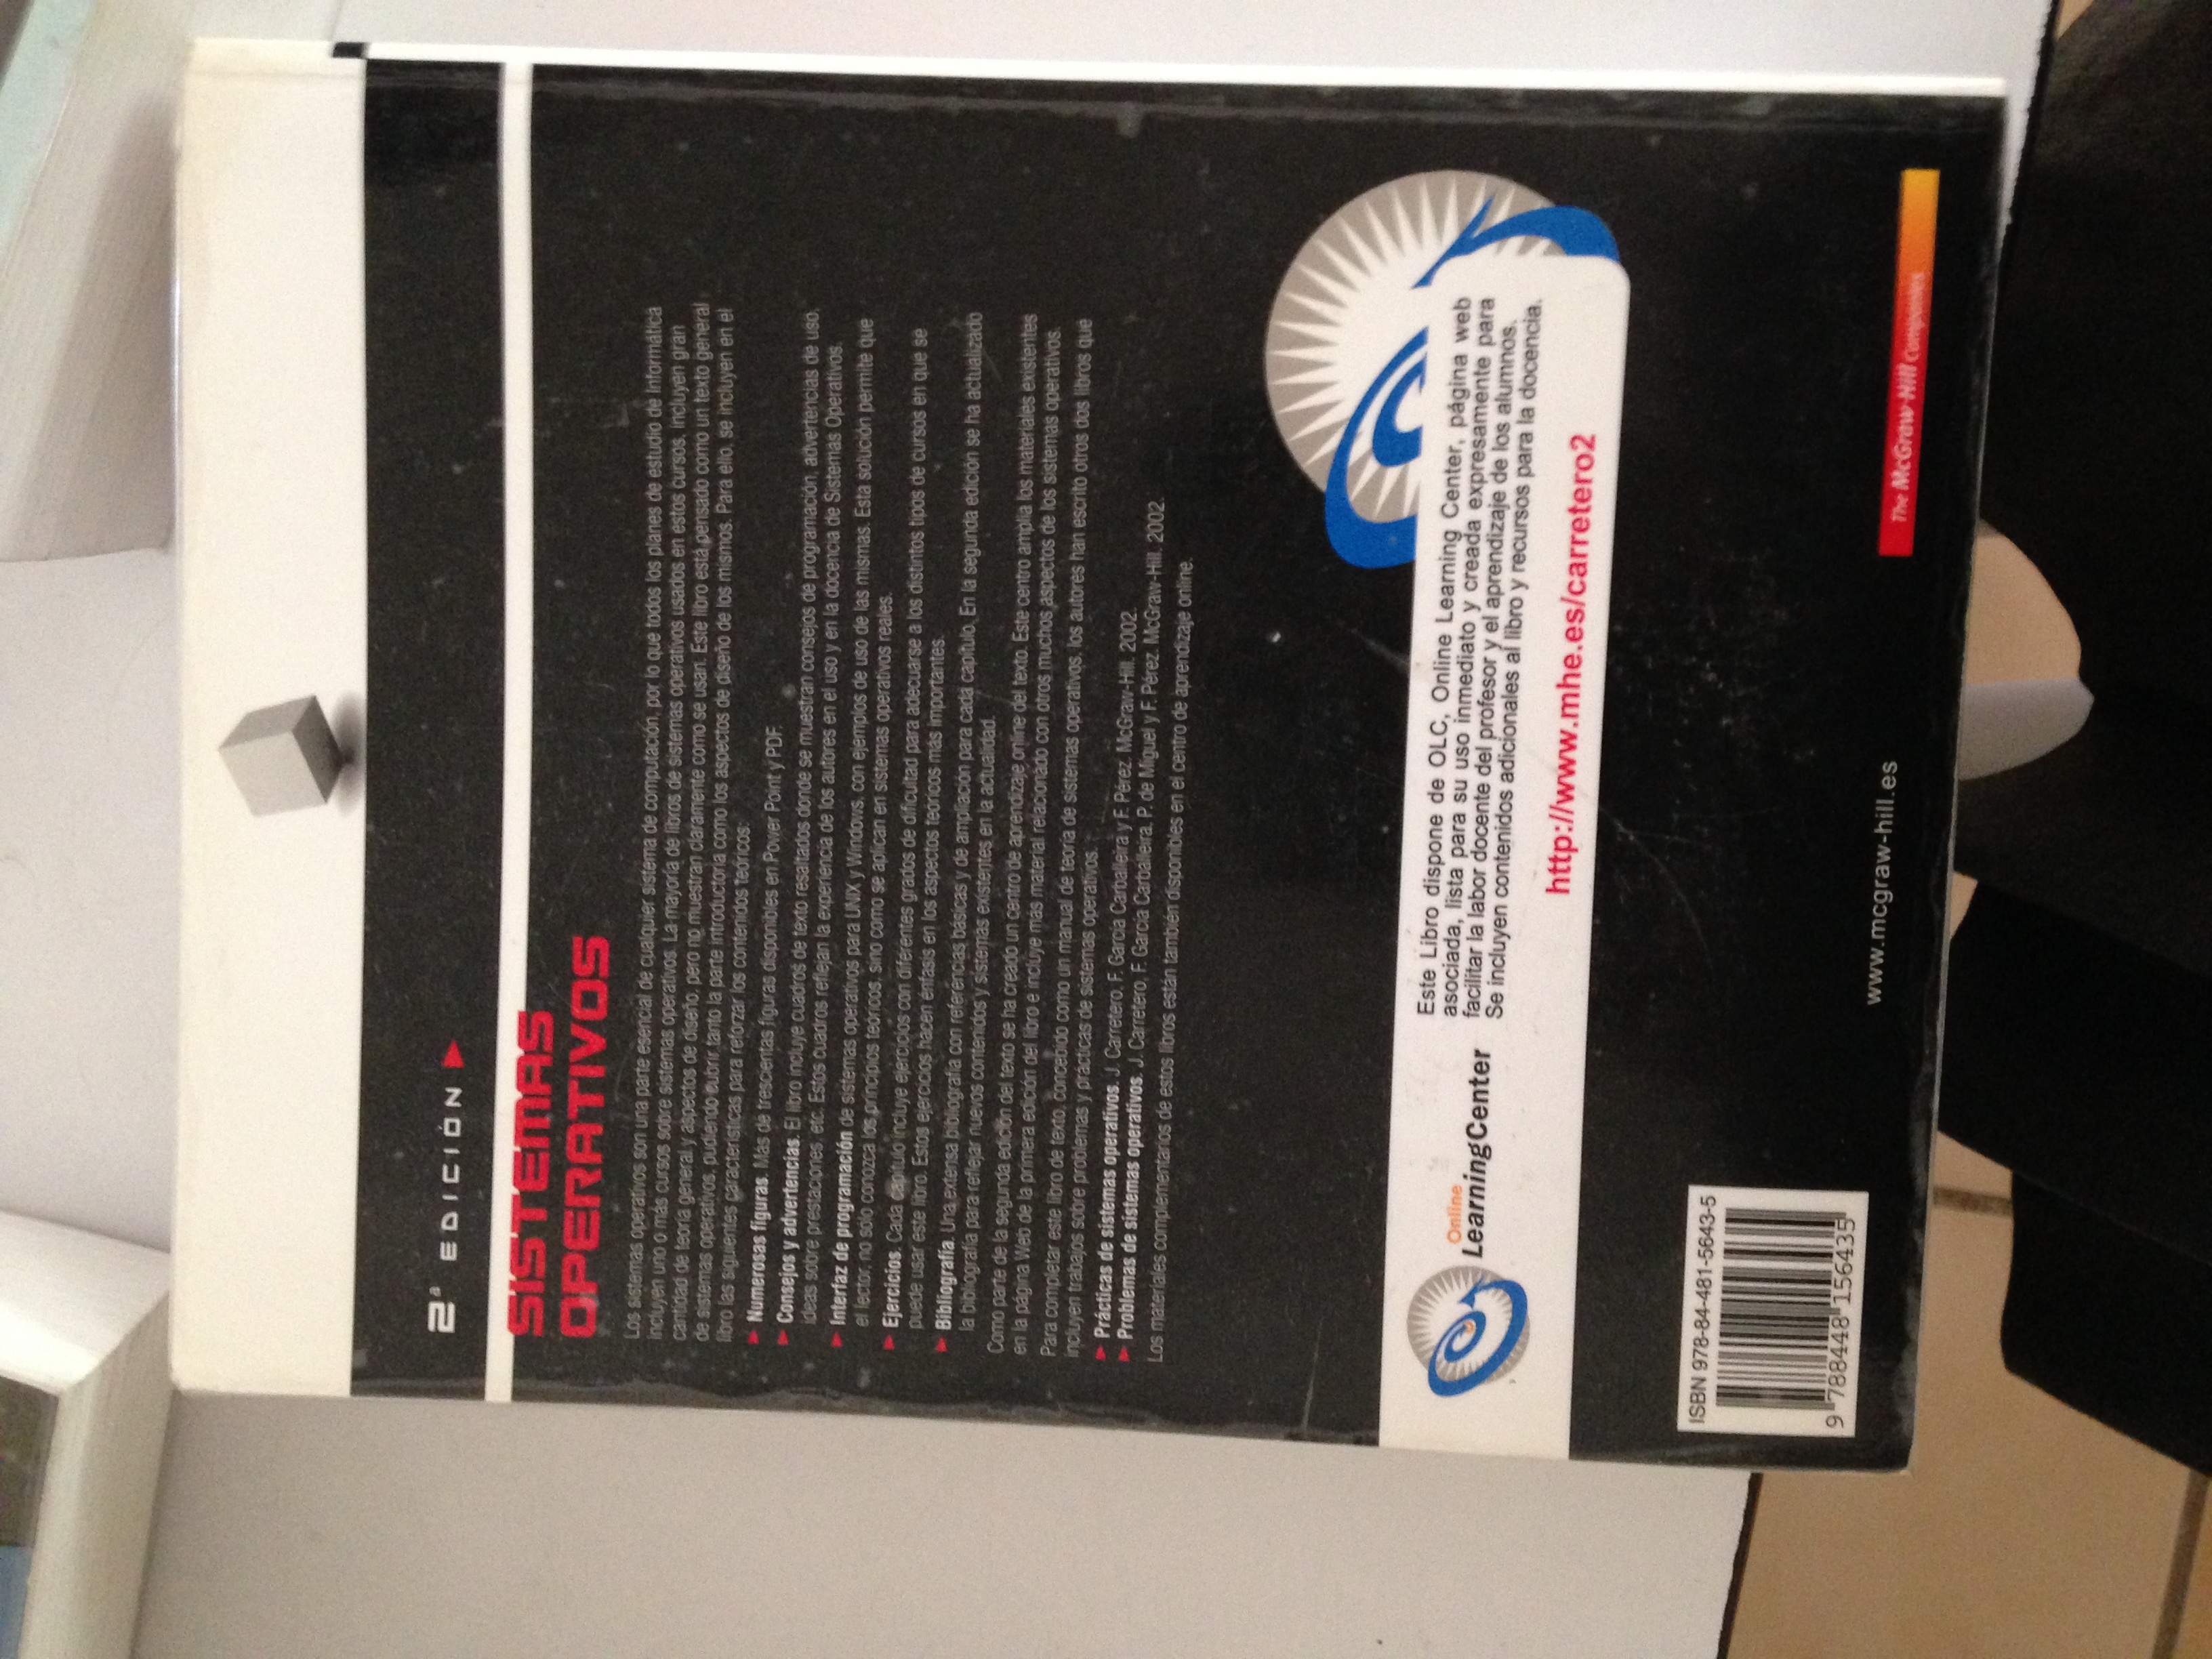 2ª EDICIÓN
SISTEMAS
OPERATIVOS
Los sistemas operativos son una parte esencial de cualquier sistema de computación, por lo que todos los planes de estudio de Informática
incluyen uno o más cursos sobre sistemas operativos. La mayoría de libros de sistemas operativos usados en estos cursos, incluyen gran
cantidad de teoría general y aspectos de diseño, pero no muestran claramente como se usan. Este libro está pensado como un texto general
de sistemas operativos, pudiendo cubrir tanto la parte introductoria como los aspectos de diseño de los mismos. Para ello, se incluyen en el
libro las siguientes características para reforzar los contenidos teóricos:
Numerosas figuras. Más de trescientas figuras disponibles en Power Point y PDF.
Consejos y advertencias. El libro incluye cuadros de texto resaltados donde se muestran consejos de programación, advertencias de uso,
ideas sobre prestaciones, etc. Estos cuadros reflejan la experiencia de los autores en el uso y en la docencia de Sistemas Operativos.
Interfaz de programación de sistemas operativos para UNIX y Windows, con ejemplos de uso de las mismas. Esta solución permite que
el lector, no sólo conozca los principios teóricos, sino como se aplican en sistemas operativos reales.
Ejercicios. Cada capítulo incluye ejercicios con diferentes grados de dificultad para adecuarse a los distintos tipos de cursos en que se
puede usar este libro. Estos ejercicios hacen énfasis en los aspectos teóricos más importantes.
Bibliografía. Una extensa bibliografía con referencias básicas y de ampliación para cada capítulo. En la segunda edición se ha actualizado
la bibliografía para reflejar nuevos contenidos y sistemas existentes en la actualidad.
Como parte de la segunda edición del texto se ha creado un centro de aprendizaje online del texto. Este centro amplia los materiales existentes
en la página Web de la primera edición del libro e incluye más material relacionado con otros muchos aspectos de los sistemas operativos.
Para completar este libro de texto, concebido como un manual de teoría de sistemas operativos, los autores han escrito otros dos libros que
incluyen trabajos sobre problemas y prácticas de sistemas operativos.
Prácticas de sistemas operativos. J. Carretero, F. García Carballeira y F. Pérez. McGraw-Hill. 2002.
Problemas de sistemas operativos. J. Carretero, F. García Carballeira, P. de Miguel y F. Pérez. McGraw-Hill. 2002.
Los materiales complementarios de estos libros están también disponibles en el centro de aprendizaje online.
Online
LearningCenter
Este Libro dispone de OLC, Online Learning Center, página web
asociada, lista para su uso inmediato y creada expresamente para
facilitar la labor docente del profesor y el aprendizaje de los alumnos.
Se incluyen contenidos adicionales al libro y recursos para la docencia.
http://www.mhe.es/carretero2
ISBN 978-84-481-5643-5
9 788448 156435
www.mcgraw-hill.es
The McGraw-Hill Companies